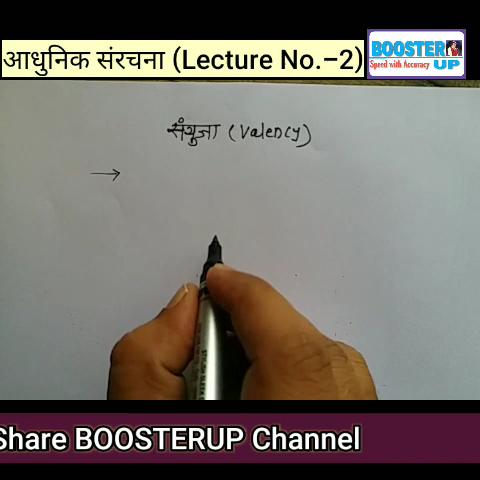 आधुनिक संरचना (Lecture No.–2)
BOOSTER
Speed with Accuracy UP
संयुजा (Valency)
→
Share BOOSTERUP Channel